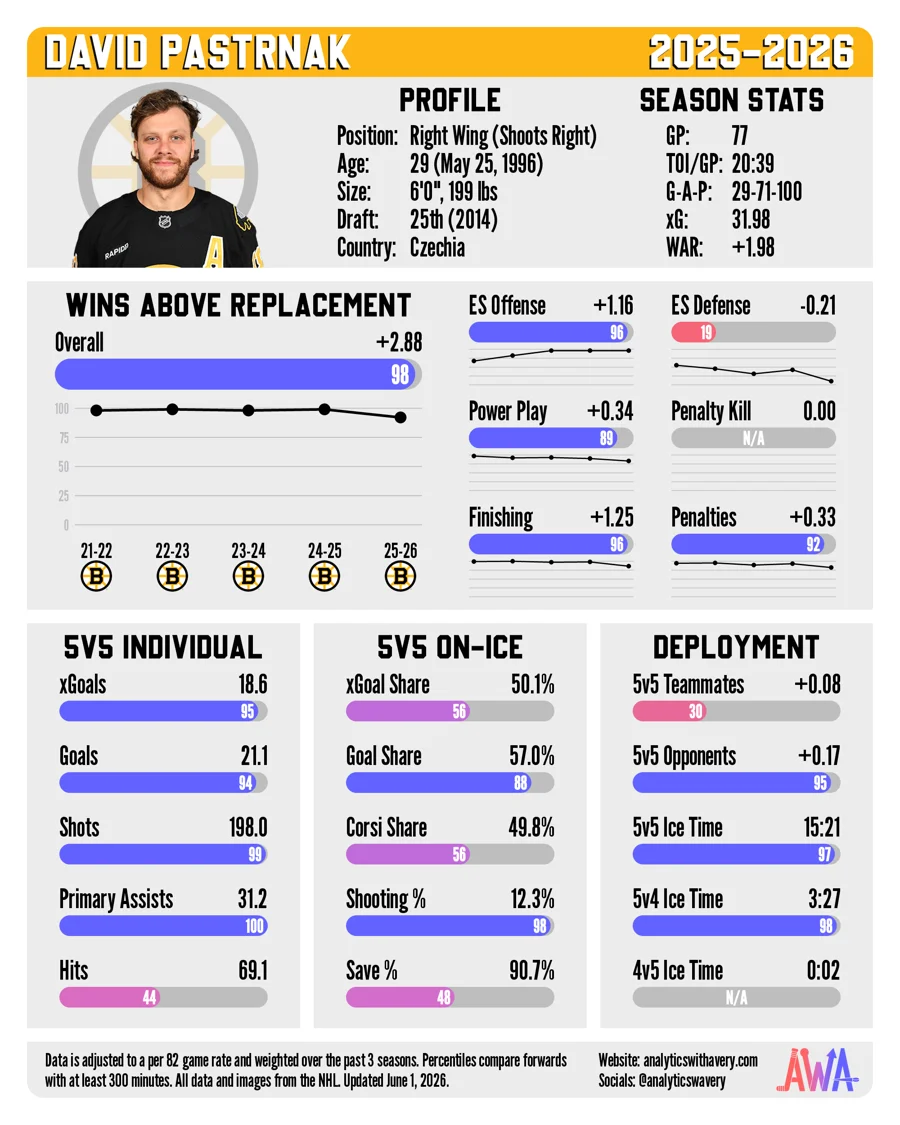 DAVID PASTRNAK 2025-2026
PROFILE
Position: Right Wing (Shoots Right)
Age: 29 (May 25, 1996)
Size: 6'0", 199 lbs
Draft: 25th (2014)
Country: Czechia
SEASON STATS
GP: 77
TOI/GP: 20:39
G-A-P: 29-71-100
xG: 31.98
WAR: +1.98
RAPID7
A
WINS ABOVE REPLACEMENT
Overall +2.88
98
100
75
50
25
0
21-22 22-23 23-24 24-25 25-26
B B B B B
ES Offense +1.16
96
ES Defense -0.21
19
Power Play +0.34
89
Penalty Kill 0.00
N/A
Finishing +1.25
96
Penalties +0.33
92
5V5 INDIVIDUAL
xGoals 18.6
95
Goals 21.1
94
Shots 198.0
99
Primary Assists 31.2
100
Hits 69.1
44
5V5 ON-ICE
xGoal Share 50.1%
56
Goal Share 57.0%
88
Corsi Share 49.8%
56
Shooting % 12.3%
98
Save % 90.7%
48
DEPLOYMENT
5v5 Teammates +0.08
30
5v5 Opponents +0.17
95
5v5 Ice Time 15:21
97
5v4 Ice Time 3:27
98
4v5 Ice Time 0:02
N/A
Data is adjusted to a per 82 game rate and weighted over the past 3 seasons. Percentiles compare forwards
with at least 300 minutes. All data and images from the NHL. Updated June 1, 2026.
Website: analyticswithavery.com
Socials: @analyticswavery
AWA